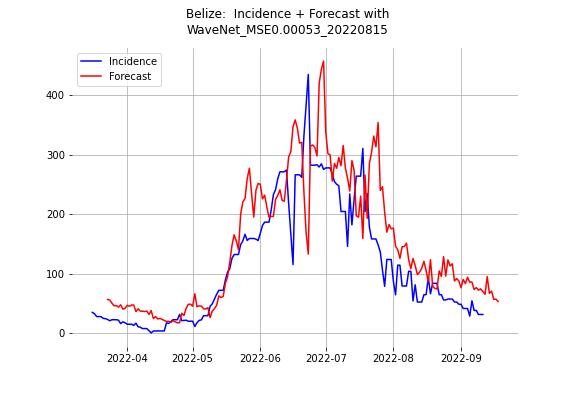 Belize:  Incidence + Forecast with
WaveNet_MSE0.00053_20220815
Incidence
Forecast
400
300
200
100
0
2022-04 2022-05 2022-06 2022-07 2022-08 2022-09